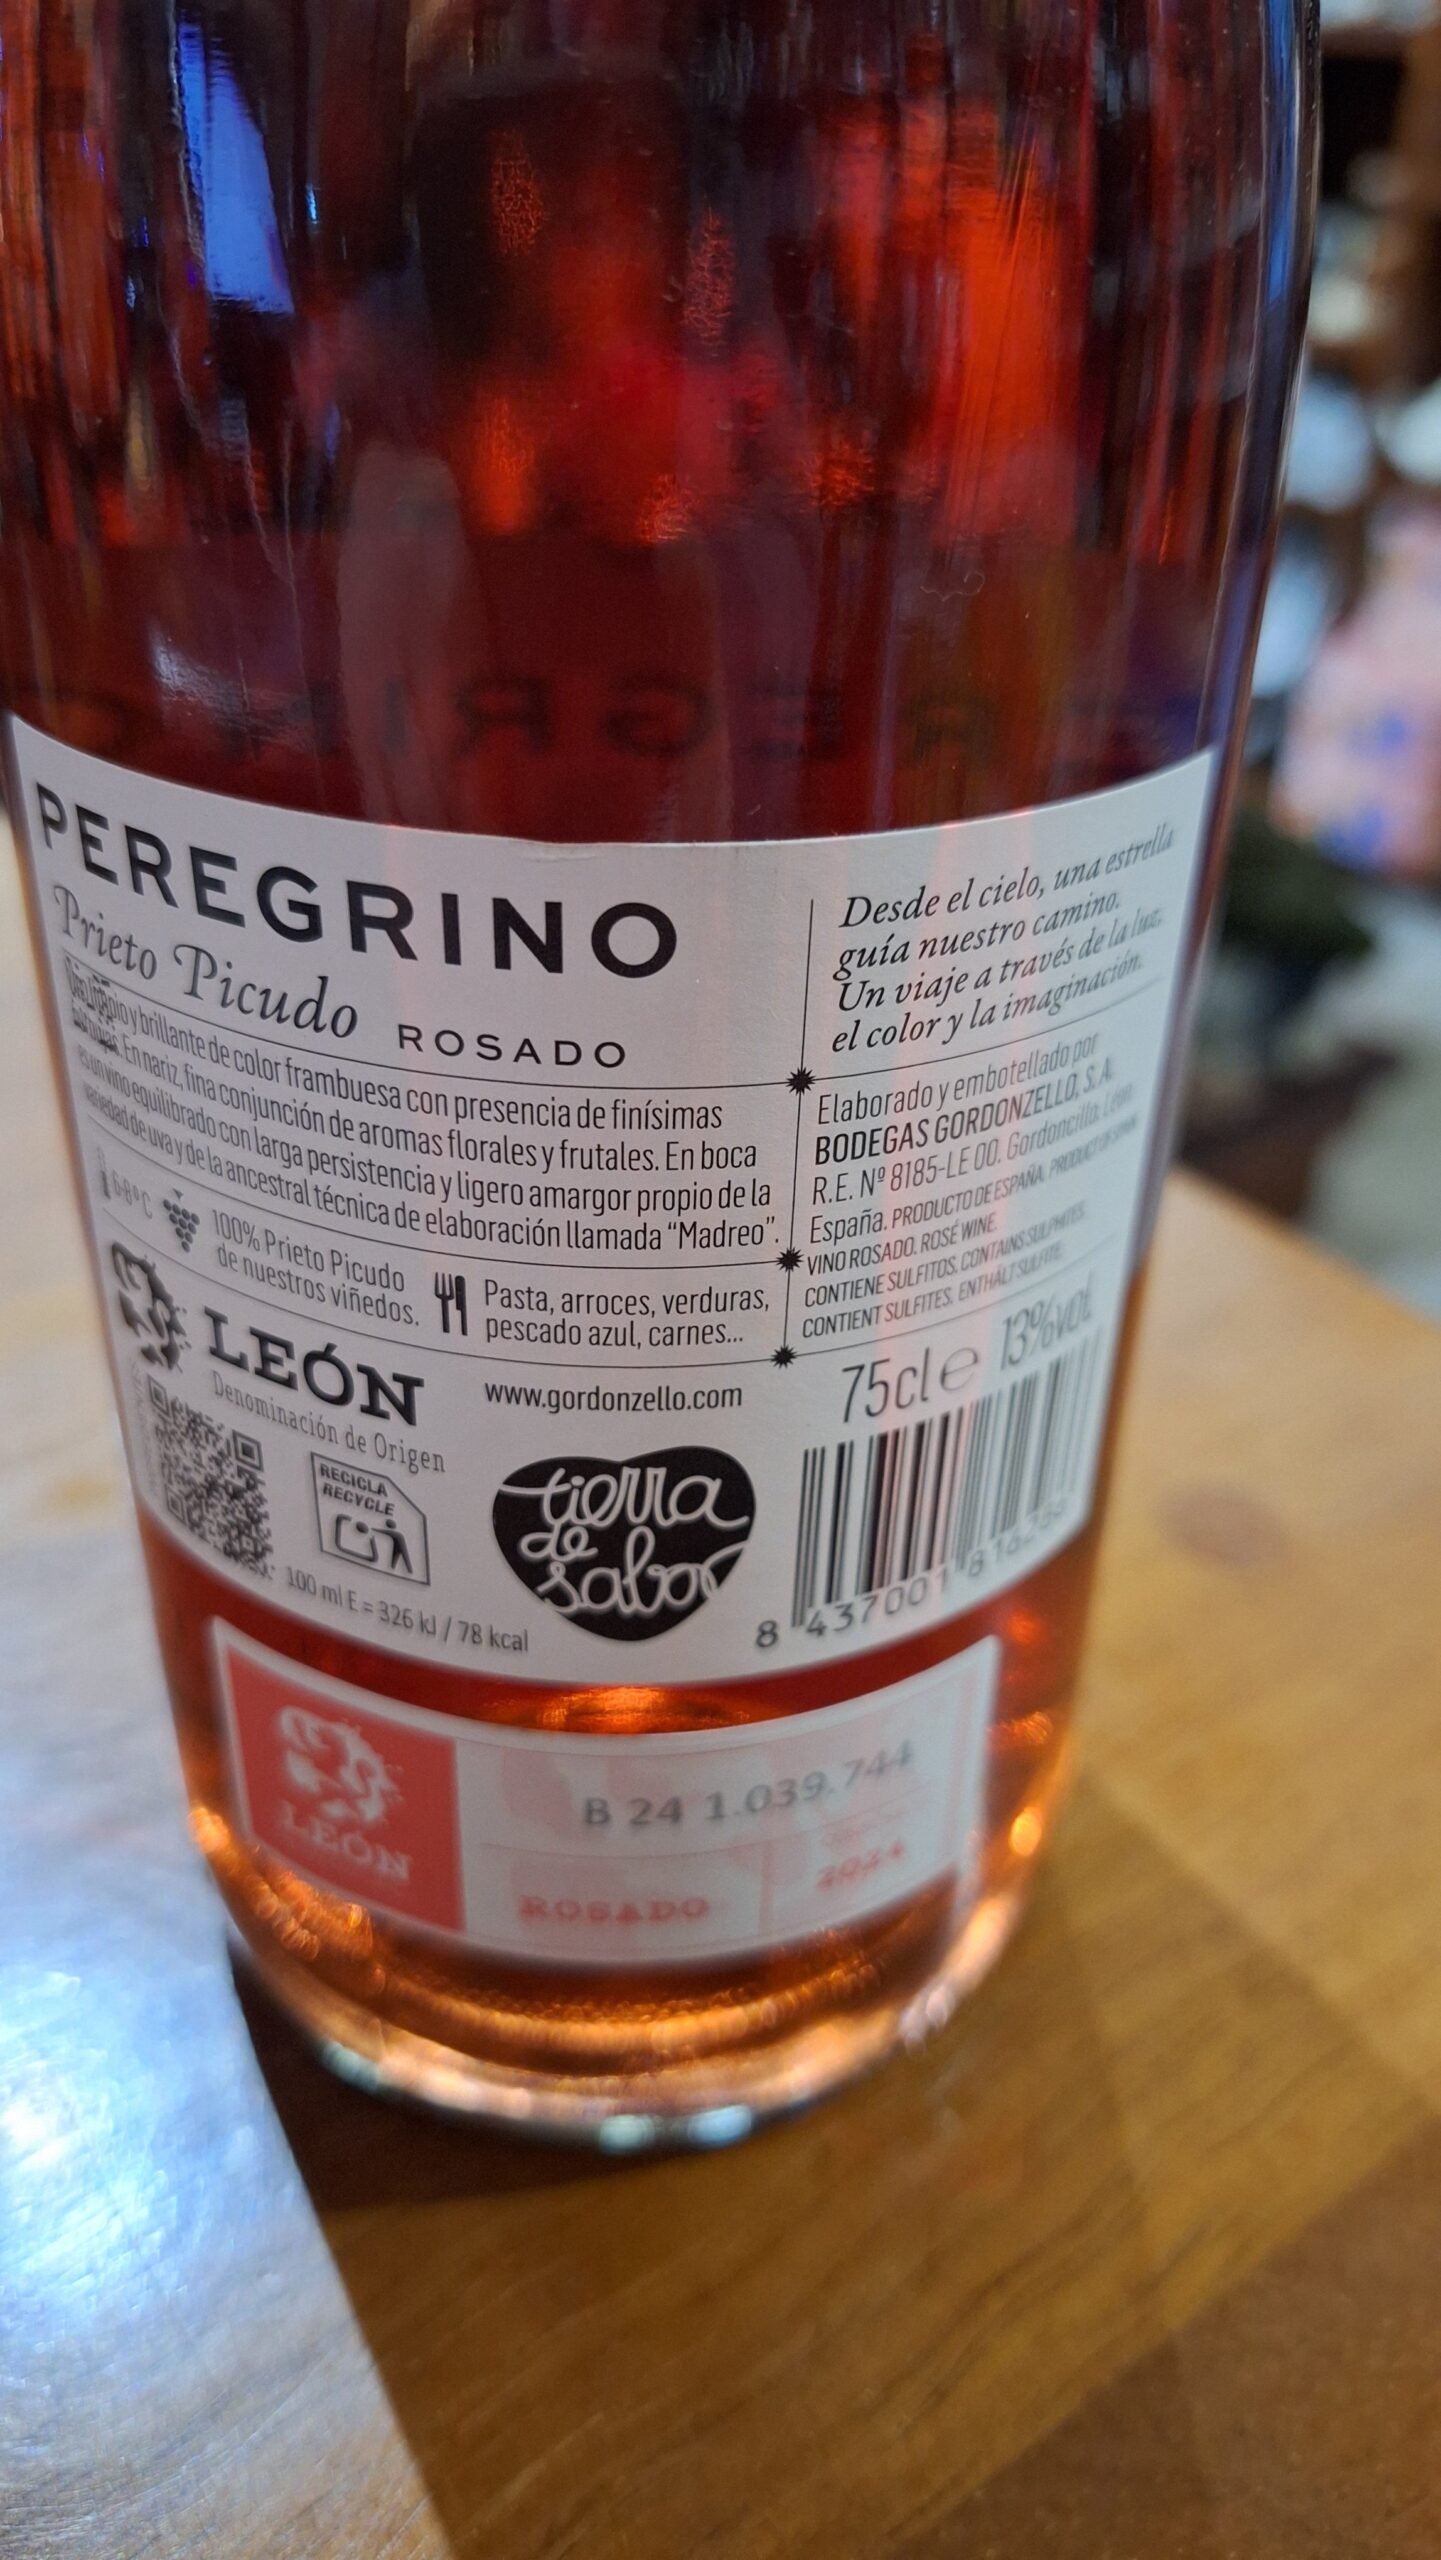 PEREGRINO
Prieto Picudo ROSADO
y brillante de color frambuesa con presencia de finísimas
burbujas. En nariz, fina conjunción de aromas florales y frutales. En boca
es un vino equilibrado con larga persistencia y ligero amargor propio de la
variedad de uva y de la ancestral técnica de elaboración llamada “Madreo”.
6-8ºC
100% Prieto Picudo
de nuestros viñedos.
Pasta, arroces, verduras,
pescado azul, carnes...
LEÓN
Denominación de Origen
www.gordonzello.com
RECICLA
RECYCLE
100 ml E = 326 kJ / 78 kcal
tierra
de
sabor
Desde el cielo, una estrella
guía nuestro camino.
Un viaje a través de la luz,
el color y la imaginación.
Elaborado y embotellado por
BODEGAS GORDONZELLO, S.A.
R.E. Nº 8185-LE 00. Gordoncillo, León
España. PRODUCTO DE ESPAÑA. PRODUCT OF SPAIN
VINO ROSADO. ROSÉ WINE.
CONTIENE SULFITOS. CONTAINS SULPHITES.
CONTIENT SULFITES. ENTHÄLT SULFITE.
75cl e 13%vol
8 437001 8162
LEÓN
B 24 1.039.744
ROSADO
2024